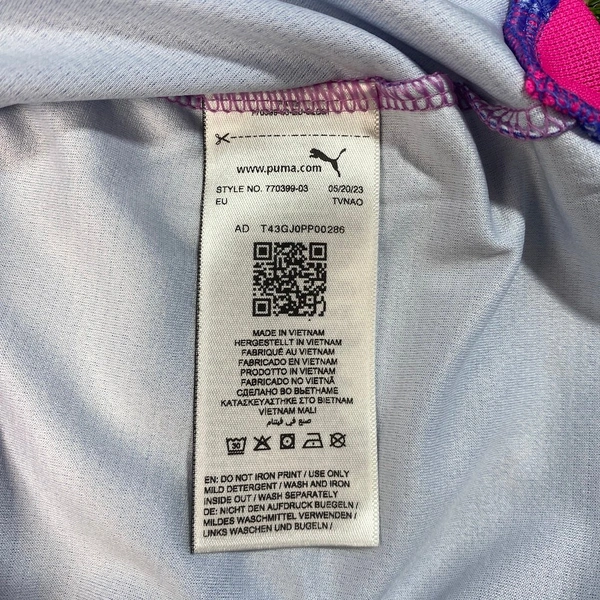 www.puma.com
STYLE NO. 770399-03 05/20/23
EU TVNAO
AD T43GJ0PP00286
MADE IN VIETNAM
HERGESTELLT IN VIETNAM
FABRIQUÉ AU VIETNAM
FABRICADO EN VIETNAM
PRODOTTO IN VIETNAM
FABRICADO NO VIETNÃ
СДЕЛАНО ВО ВЬЕТНАМЕ
ΚΑΤΑΣΚΕΥΑΣΤΗΚΕ ΣΤΟ ΒΙΕΤΝΑΜ
VIETNAM MALI
صنع في فيتنام
30
EN: DO NOT IRON PRINT / USE ONLY
MILD DETERGENT / WASH AND IRON
INSIDE OUT / WASH SEPARATELY
DE: NICHT DEN AUFDRUCK BUEGELN /
MILDES WASCHMITTEL VERWENDEN /
LINKS WASCHEN UND BUGELN /